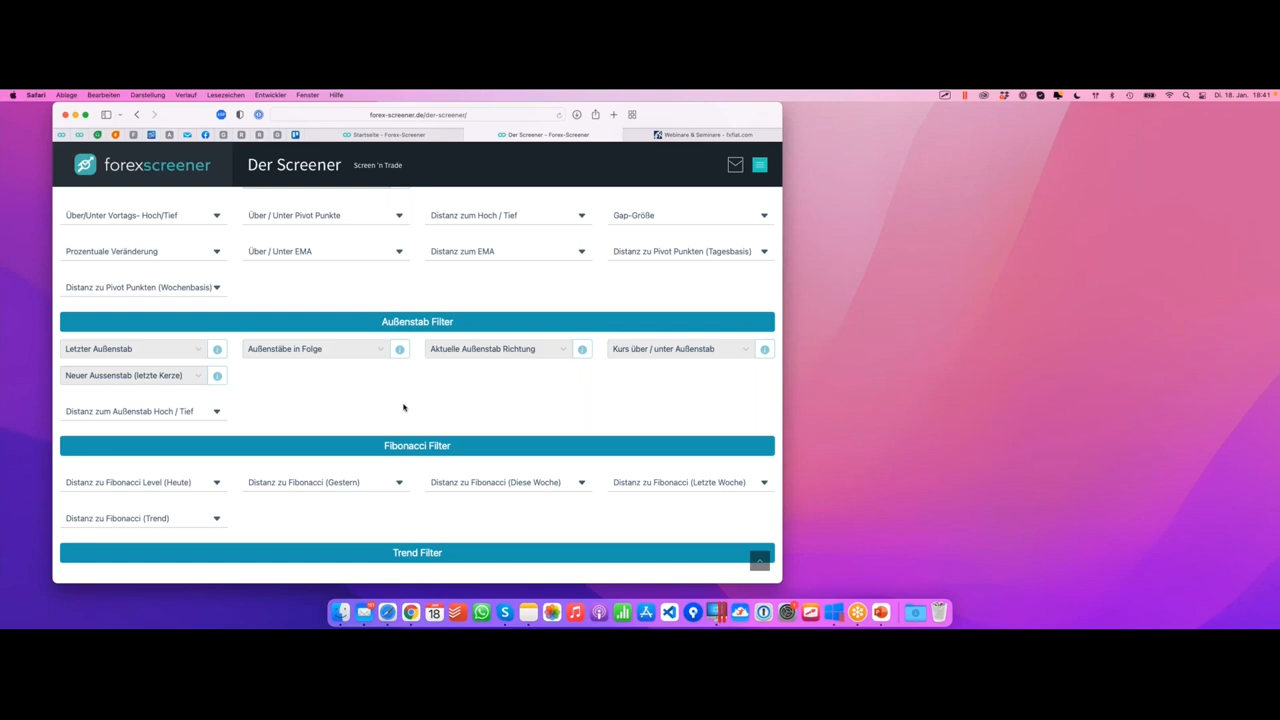 Safari Ablage Bearbeiten Darstellung Verlauf Lesezeichen Entwickler Fenster Hilfe Di. 18. Jan. 18:41
forex-screener.de/der-screener/
Startseite - Forex-Screener Der Screener - Forex-Screener Webinare & Seminare - fxflat.com
forexscreener Der Screener Screen 'n Trade
Über/Unter Vortags- Hoch/Tief Über / Unter Pivot Punkte Distanz zum Hoch / Tief Gap-Größe
Prozentuale Veränderung Über / Unter EMA Distanz zum EMA Distanz zu Pivot Punkten (Tagesbasis)
Distanz zu Pivot Punkten (Wochenbasis)
Außenstab Filter
Letzter Außenstab Außenstäbe in Folge Aktuelle Außenstab Richtung Kurs über / unter Außenstab
Neuer Aussenstab (letzte Kerze)
Distanz zum Außenstab Hoch / Tief
Fibonacci Filter
Distanz zu Fibonacci Level (Heute) Distanz zu Fibonacci (Gestern) Distanz zu Fibonacci (Diese Woche) Distanz zu Fibonacci (Letzte Woche)
Distanz zu Fibonacci (Trend)
Trend Filter
18